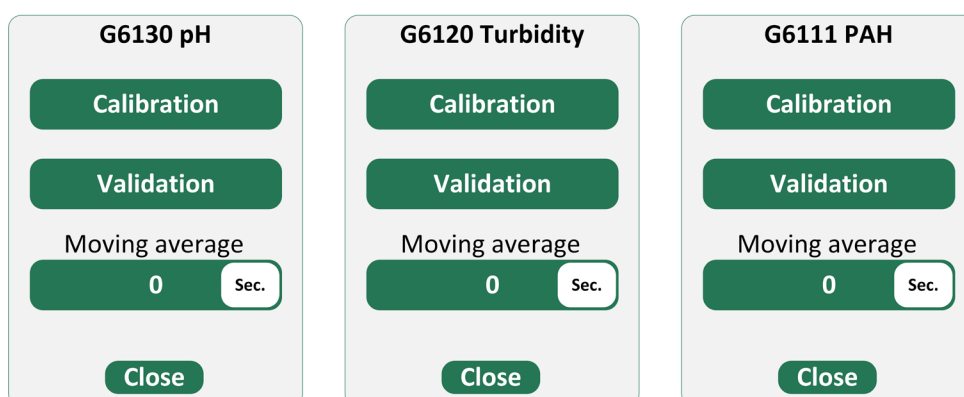 G6130 pH
Calibration
Validation
Moving average
0 Sec.
Close
G6120 Turbidity
Calibration
Validation
Moving average
0 Sec.
Close
G6111 PAH
Calibration
Validation
Moving average
0 Sec.
Close